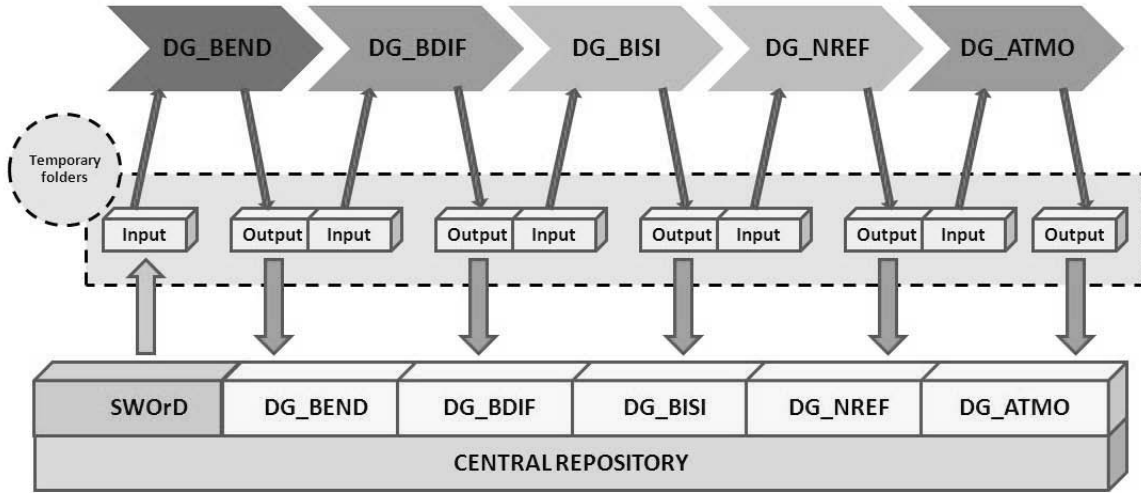 DG_BEND DG_BDIF DG_BISI DG_NREF DG_ATMO
Temporary
folders
Input Output Input Output Input Output Input Output Input Output
SWOrD DG_BEND DG_BDIF DG_BISI DG_NREF DG_ATMO
CENTRAL REPOSITORY